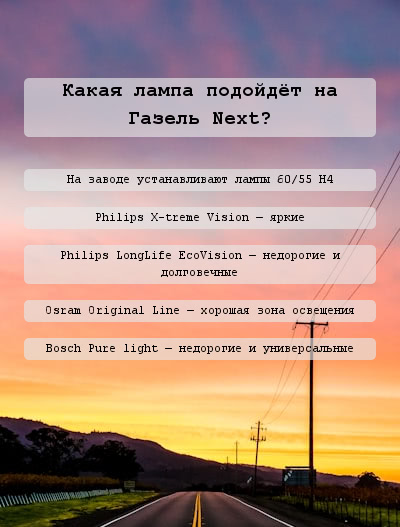 Какая лампа подойдёт на
Газель Next?
На заводе устанавливают лампы 60/55 H4
Philips X-treme Vision — яркие
Philips LongLife EcoVision — недорогие и
долговечные
Osram Original Line — хорошая зона освещения
Bosch Pure light — недорогие и универсальные